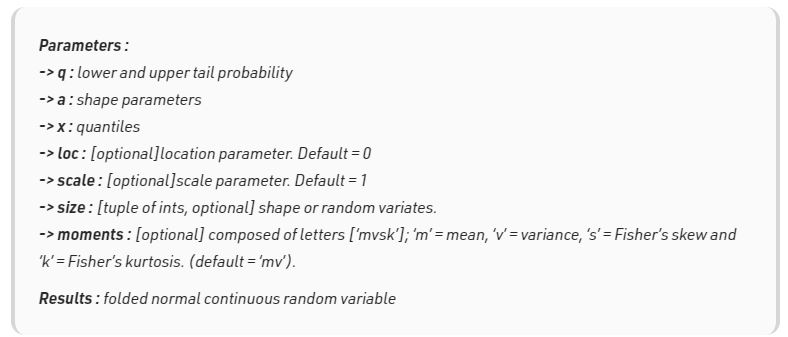 Parameters :
-> q : lower and upper tail probability
-> a : shape parameters
-> x : quantiles
-> loc : [optional]location parameter. Default = 0
-> scale : [optional]scale parameter. Default = 1
-> size : [tuple of ints, optional] shape or random variates.
-> moments : [optional] composed of letters [‘mvsk’]; ‘m’ = mean, ‘v’ = variance, ‘s’ = Fisher’s skew and
‘k’ = Fisher’s kurtosis. (default = ‘mv’).
Results : folded normal continuous random variable